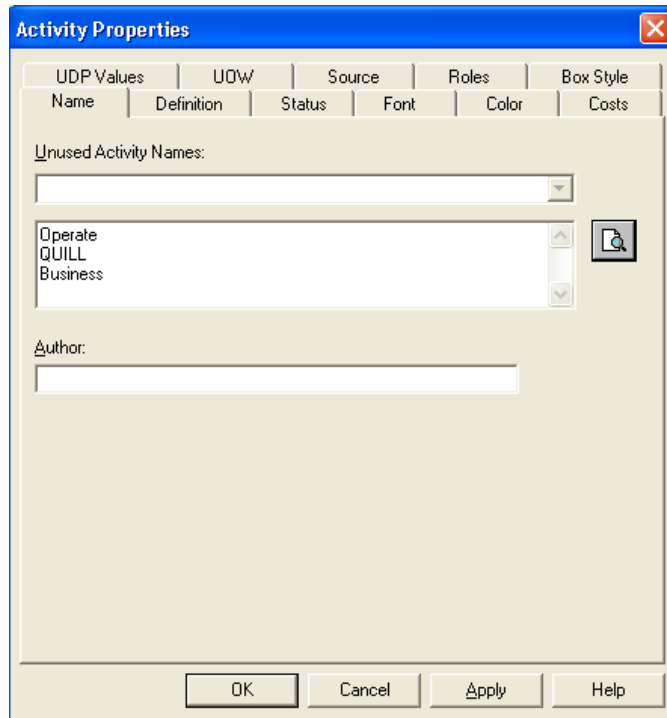 Activity Properties
UDP Values UOW Source Roles Box Style
Name Definition Status Font Color Costs
Unused Activity Names:
Operate
QUILL
Business
Author:
OK Cancel Apply Help